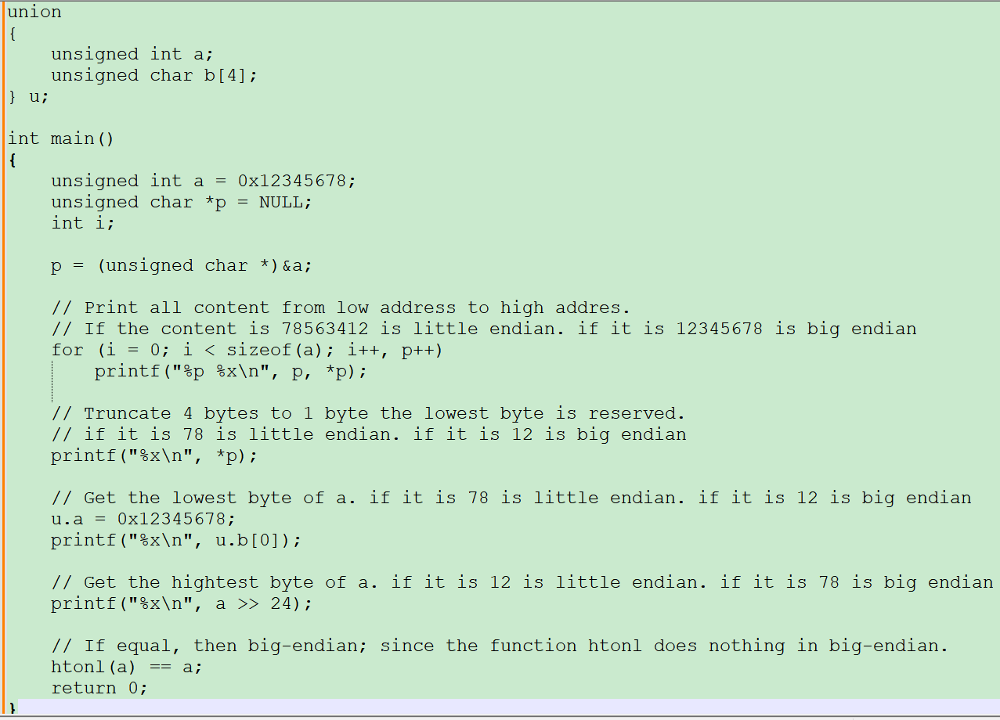 union
{
    unsigned int a;
    unsigned char b[4];
} u;

int main()
{
    unsigned int a = 0x12345678;
    unsigned char *p = NULL;
    int i;

    p = (unsigned char *)&a;

    // Print all content from low address to high addres.
    // If the content is 78563412 is little endian. if it is 12345678 is big endian
    for (i = 0; i < sizeof(a); i++, p++)
        printf("%p %x\n", p, *p);

    // Truncate 4 bytes to 1 byte the lowest byte is reserved.
    // if it is 78 is little endian. if it is 12 is big endian
    printf("%x\n", *p);

    // Get the lowest byte of a. if it is 78 is little endian. if it is 12 is big endian
    u.a = 0x12345678;
    printf("%x\n", u.b[0]);

    // Get the hightest byte of a. if it is 12 is little endian. if it is 78 is big endian
    printf("%x\n", a >> 24);

    // If equal, then big-endian; since the function htonl does nothing in big-endian.
    htonl(a) == a;
    return 0;
}